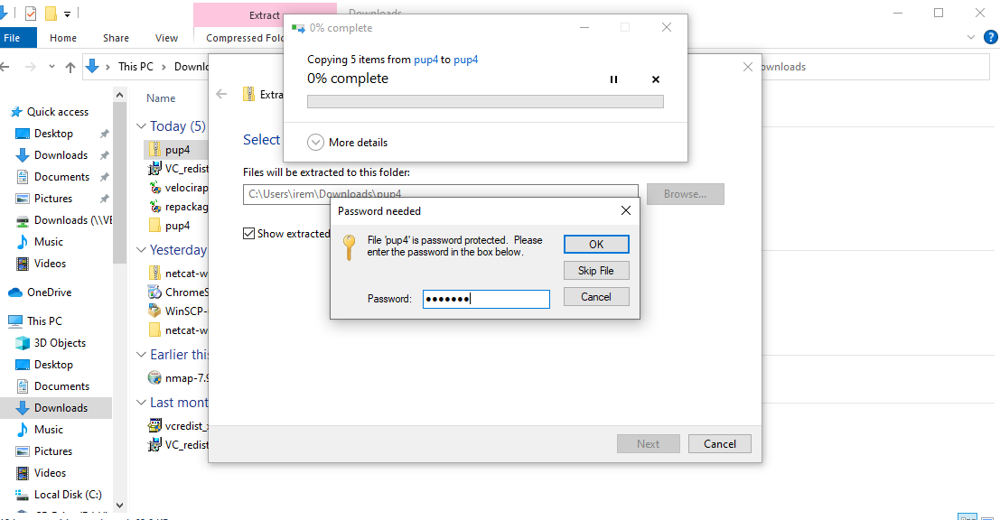 Extract
Downloads
File
Home
Share
View
Compressed Fol
0% complete
Copying 5 items from pup4 to pup4
0% complete
More details
This PC
Downlo
ownloads
Extra
Select
Files will be extracted to this folder:
C:\Users\irem\Downloads\pup4
Browse...
Show extracted
Password needed
File 'pup4' is password protected. Please
enter the password in the box below.
OK
Skip File
Cancel
Password: ●●●●●●●
Next
Cancel
Quick access
Desktop
Downloads
Documents
Pictures
Downloads (\\VB
Music
Videos
OneDrive
This PC
3D Objects
Desktop
Documents
Downloads
Music
Pictures
Videos
Local Disk (C:)
Name
Today (5)
pup4
VC_redist
velocirap
repackag
pup4
Yesterday
netcat-w
ChromeS
WinSCP-
netcat-w
Earlier this
nmap-7.9
Last mont
vcredist_x
VC_redist